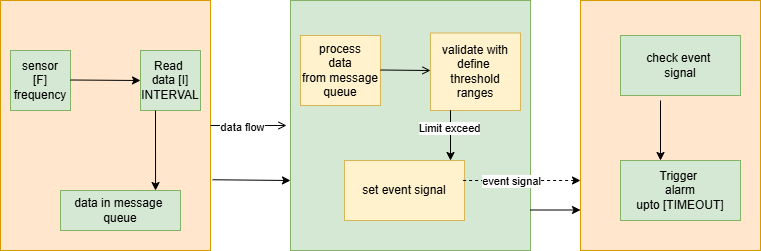 sensor
[F]
frequency
Read
data [I]
INTERVAL
data in message
queue
data flow
process
data
from message
queue
validate with
define
threshold
ranges
Limit exceed
set event signal
event signal
check event
signal
Trigger
alarm
upto [TIMEOUT]